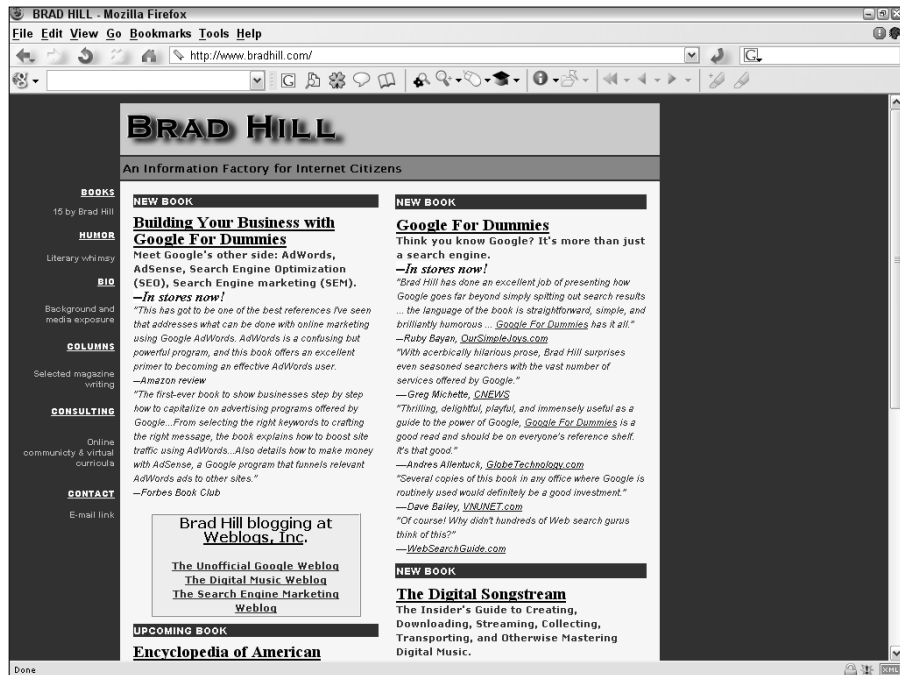 BRAD HILL - Mozilla Firefox
File Edit View Go Bookmarks Tools Help
http://www.bradhill.com/
G
G
BRAD HILL
An Information Factory for Internet Citizens
BOOKS
15 by Brad Hill
HUMOR
Literary whimsy
BIO
Background and
media exposure
COLUMNS
Selected magazine
writing
CONSULTING
Online
community & virtual
curricula
CONTACT
E-mail link
NEW BOOK
Building Your Business with
Google For Dummies
Meet Google's other side: AdWords,
AdSense, Search Engine Optimization
(SEO), Search Engine marketing (SEM).
—In stores now!
"This has got to be one of the best references I've seen
that addresses what can be done with online marketing
using Google AdWords. AdWords is a confusing but
powerful program, and this book offers an excellent
primer to becoming an effective AdWords user.
—Amazon review
"The first-ever book to show businesses step by step
how to capitalize on advertising programs offered by
Google...From selecting the right keywords to crafting
the right message, the book explains how to boost site
traffic using AdWords...Also details how to make money
with AdSense, a Google program that funnels relevant
AdWords ads to other sites."
—Forbes Book Club
Brad Hill blogging at
Weblogs, Inc.
The Unofficial Google Weblog
The Digital Music Weblog
The Search Engine Marketing
Weblog
UPCOMING BOOK
Encyclopedia of American
NEW BOOK
Google For Dummies
Think you know Google? It's more than just
a search engine.
—In stores now!
"Brad Hill has done an excellent job of presenting how
Google goes far beyond simply spitting out search results
... the language of the book is straightforward, simple, and
brilliantly humorous ... Google For Dummies has it all."
—Ruby Bayan, OurSimpleJoys.com
"With acerbically hilarious prose, Brad Hill surprises
even seasoned searchers with the vast number of
services offered by Google."
—Greg Michette, CNEWS
"Thrilling, delightful, playful, and immensely useful as a
guide to the power of Google, Google For Dummies is a
good read and should be on everyone's reference shelf.
It's that good."
—Andres Allentuck, GlobeTechnology.com
"Several copies of this book in any office where Google is
routinely used would definitely be a good investment."
—Dave Bailey, VNUNET.com
"Of course! Why didn't hundreds of Web search gurus
think of this?"
—WebSearchGuide.com
NEW BOOK
The Digital Songstream
The Insider's Guide to Creating,
Downloading, Streaming, Collecting,
Transporting, and Otherwise Mastering
Digital Music.
Done
XML